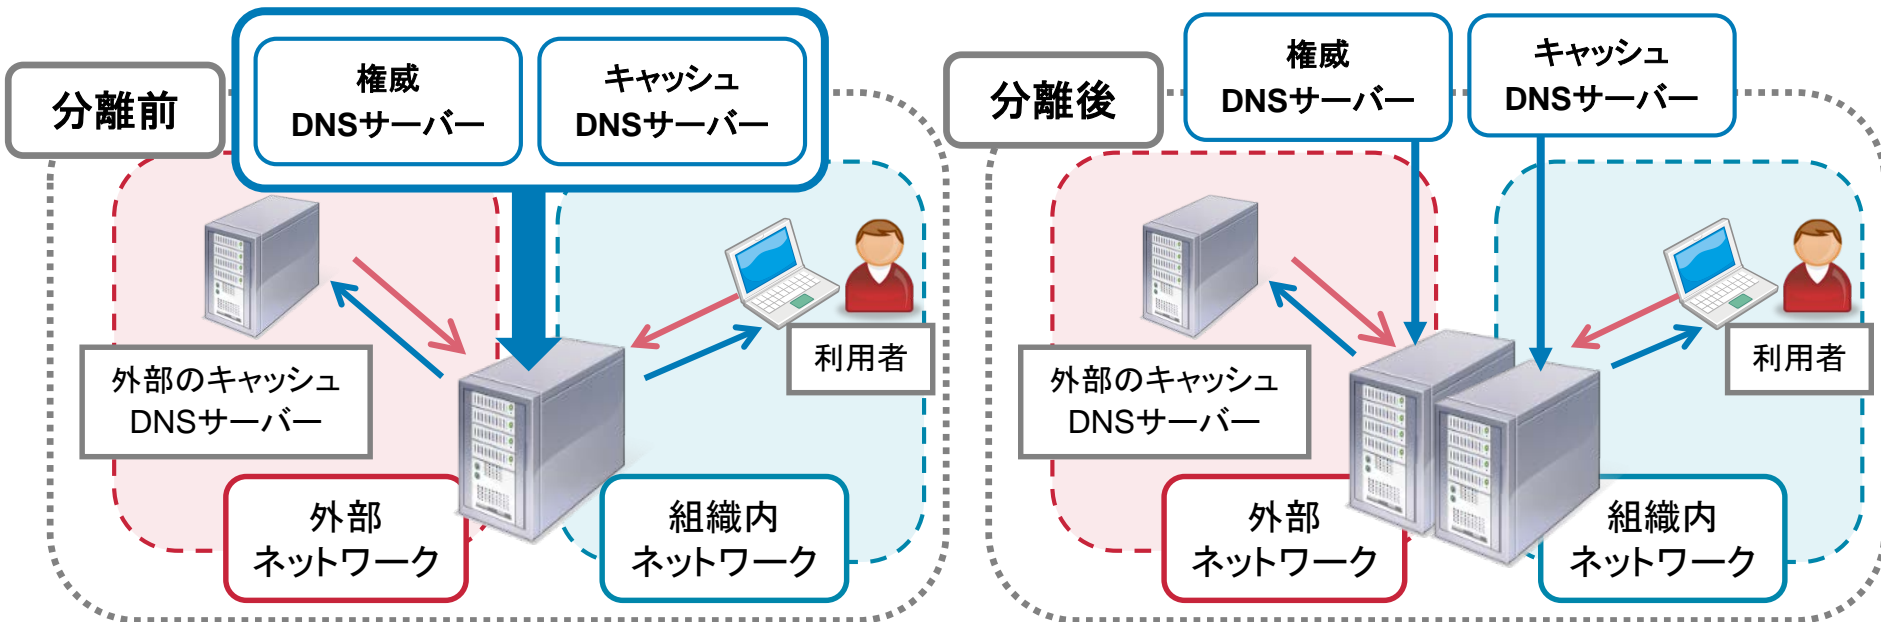 分離前
権威
DNSサーバー
キャッシュ
DNSサーバー
外部のキャッシュ
DNSサーバー
利用者
外部
ネットワーク
組織内
ネットワーク
分離後
権威
DNSサーバー
キャッシュ
DNSサーバー
外部のキャッシュ
DNSサーバー
利用者
外部
ネットワーク
組織内
ネットワーク